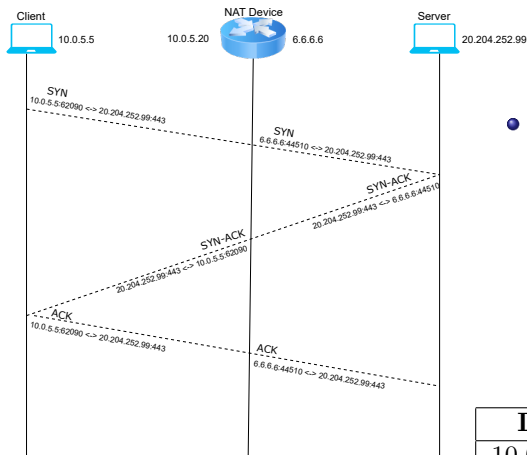 Client
NAT Device
Server
10.0.5.5
10.0.5.20
6.6.6.6
20.204.252.99
SYN
10.0.5.5:62090 <-> 20.204.252.99:443
SYN
6.6.6.6:44510 <-> 20.204.252.99:443
SYN-ACK
20.204.252.99:443 <-> 6.6.6.6:44510
SYN-ACK
20.204.252.99:443 <-> 10.0.5.5:62090
ACK
10.0.5.5:62090 <-> 20.204.252.99:443
ACK
6.6.6.6:44510 <-> 20.204.252.99:443